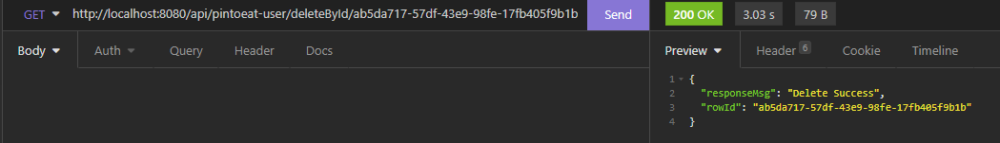 GET http://localhost:8080/api/pintoeat-user/deleteById/ab5da717-57df-43e9-98fe-17fb405f9b1b Send 200 OK 3.03 s 79 B
Body Auth Query Header Docs Preview Header 6 Cookie Timeline
1 {
2 "responseMsg": "Delete Success",
3 "rowId": "ab5da717-57df-43e9-98fe-17fb405f9b1b"
4 }